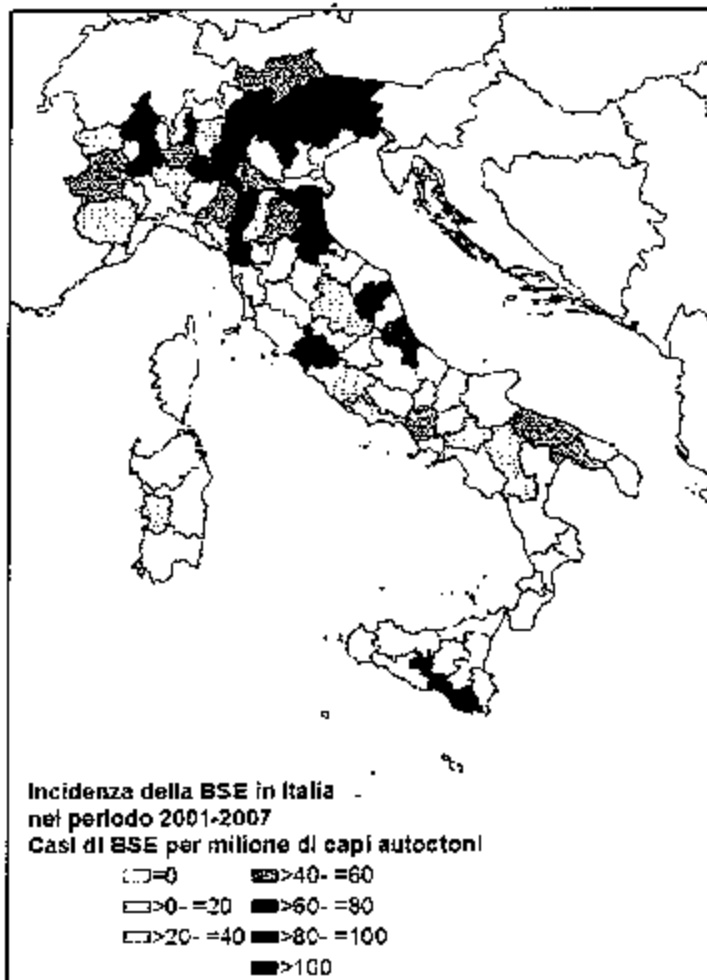 Incidenza della BSE in Italia
nel periodo 2001-2007
Casi di BSE per milione di capi autoctoni
=0 >40- =60
>0- =20 >60- =80
>20- =40 >80- =100
>100